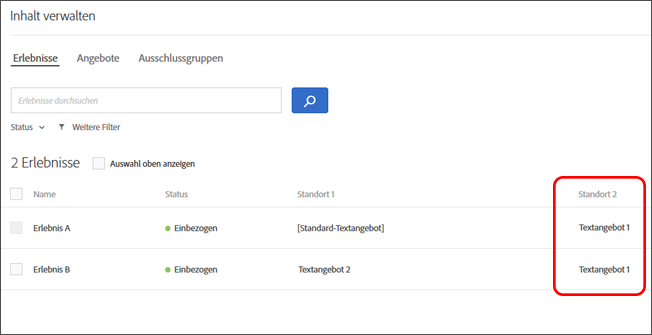 Inhalt verwalten
Erlebnisse Angebote Ausschlussgruppen
Erlebnisse durchsuchen
Status Weitere Filter
2 Erlebnisse Auswahl oben anzeigen
Name Status Standort 1 Standort 2
Erlebnis A Einbezogen [Standard-Textangebot] Textangebot 1
Erlebnis B Einbezogen Textangebot 2 Textangebot 1